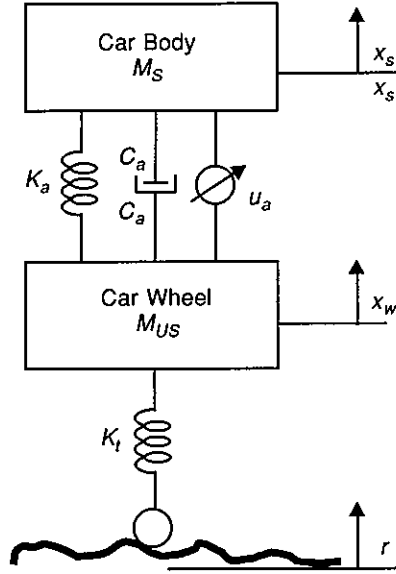 Car Body
M_S
x_s
x_s
K_a
C_a
C_a
u_a
Car Wheel
M_US
x_w
K_t
r